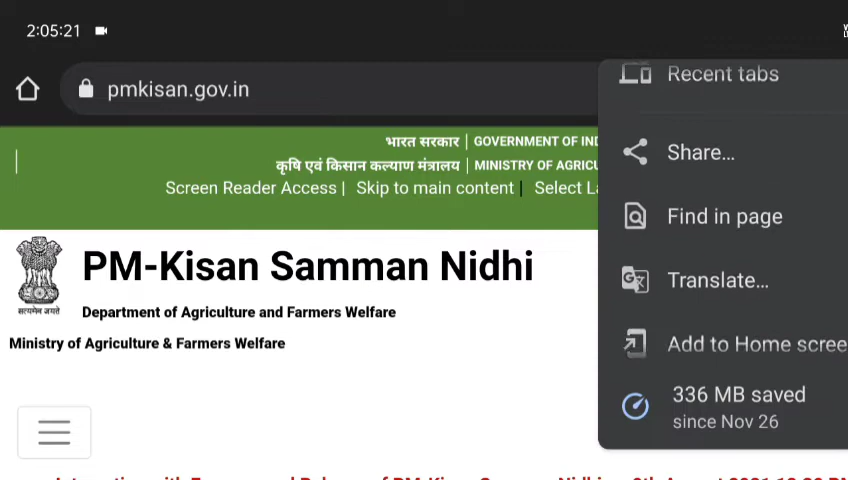 2:05:21
pmkisan.gov.in
Recent tabs
Share...
Find in page
Translate...
Add to Home scree
336 MB saved
since Nov 26
भारत सरकार | GOVERNMENT OF IND
कृषि एवं किसान कल्याण मंत्रालय | MINISTRY OF AGRICU
Screen Reader Access | Skip to main content | Select La
PM-Kisan Samman Nidhi
सत्यमेव जयते
Department of Agriculture and Farmers Welfare
Ministry of Agriculture & Farmers Welfare